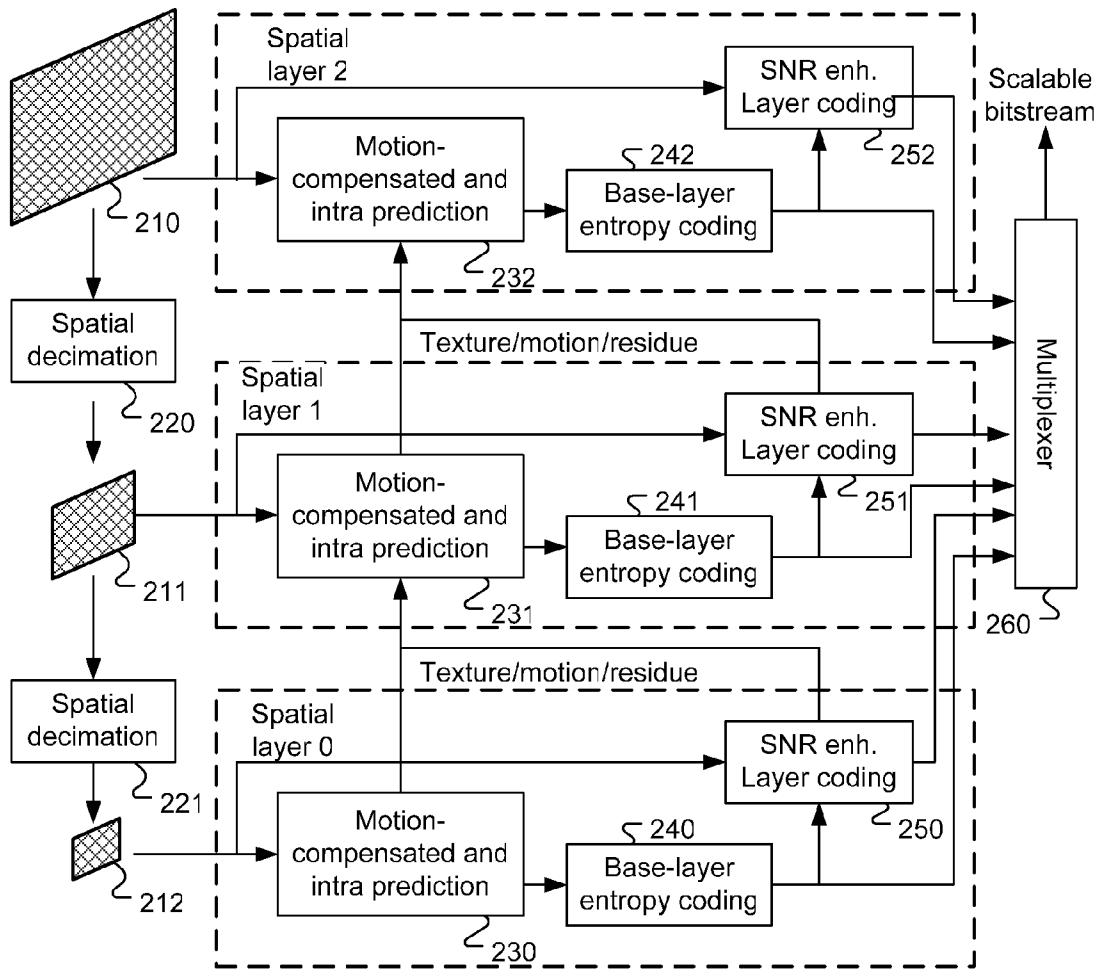 Spatial
layer 2
SNR enh.
Layer coding
252
Scalable
bitstream
Motion-
compensated and
intra prediction
232
242
Base-layer
entropy coding
210
Spatial
decimation
220
Texture/motion/residue
Spatial
layer 1
SNR enh.
Layer coding
251
Multiplexer
260
Motion-
compensated and
intra prediction
231
241
Base-layer
entropy coding
211
Spatial
decimation
221
Texture/motion/residue
Spatial
layer 0
SNR enh.
Layer coding
250
Motion-
compensated and
intra prediction
230
240
Base-layer
entropy coding
212